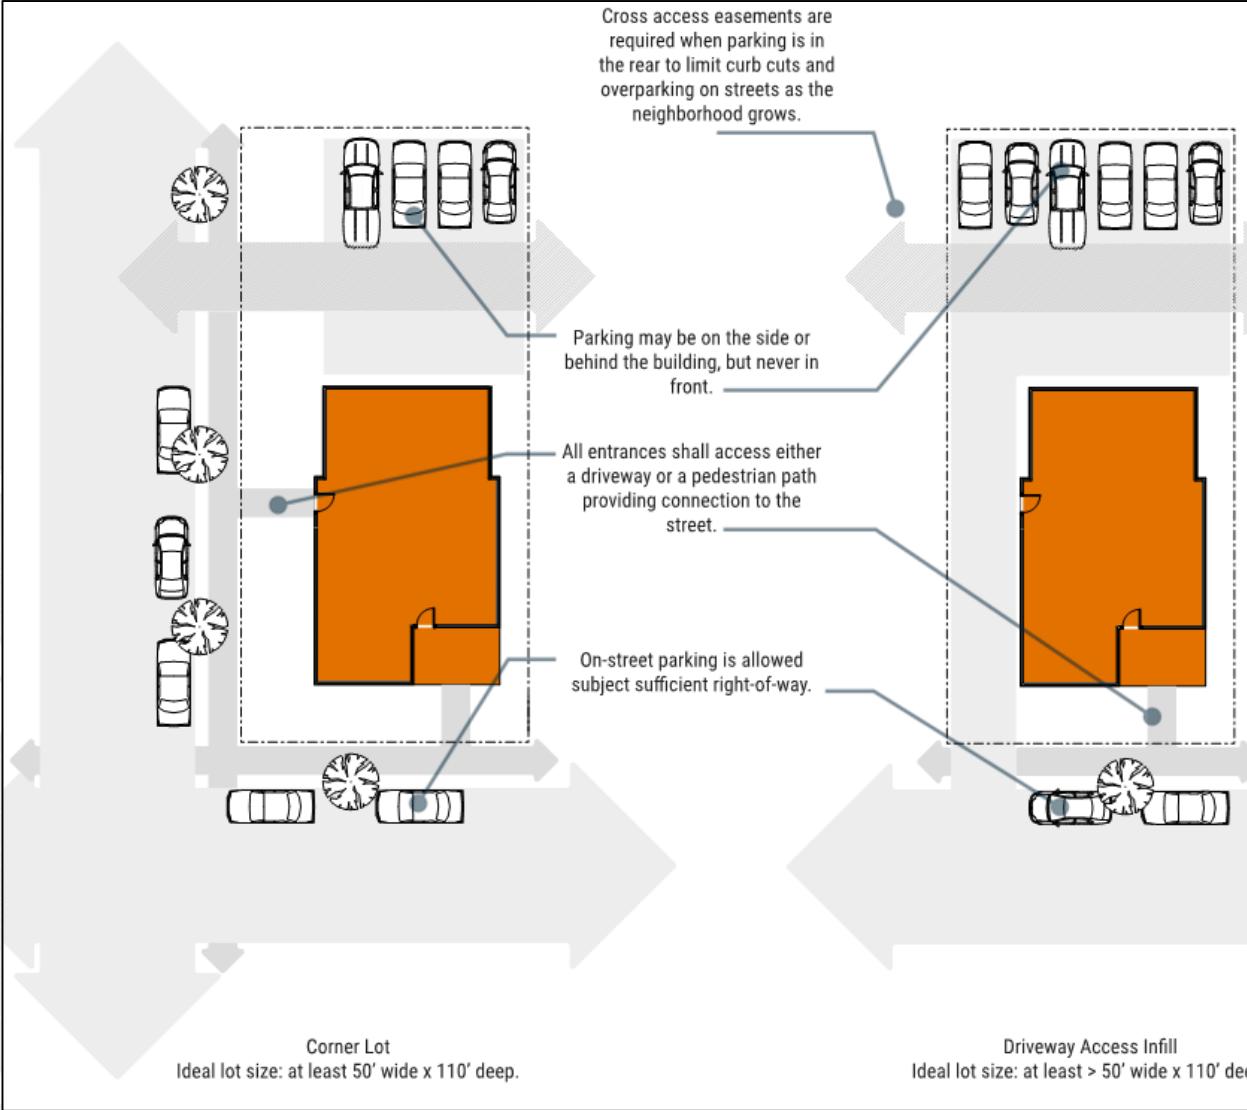 Cross access easements are
required when parking is in
the rear to limit curb cuts and
overparking on streets as the
neighborhood grows.
Parking may be on the side or
behind the building, but never in
front.
All entrances shall access either
a driveway or a pedestrian path
providing connection to the
street.
On-street parking is allowed
subject sufficient right-of-way.
Corner Lot
Ideal lot size: at least 50' wide x 110' deep.
Driveway Access Infill
Ideal lot size: at least > 50' wide x 110'